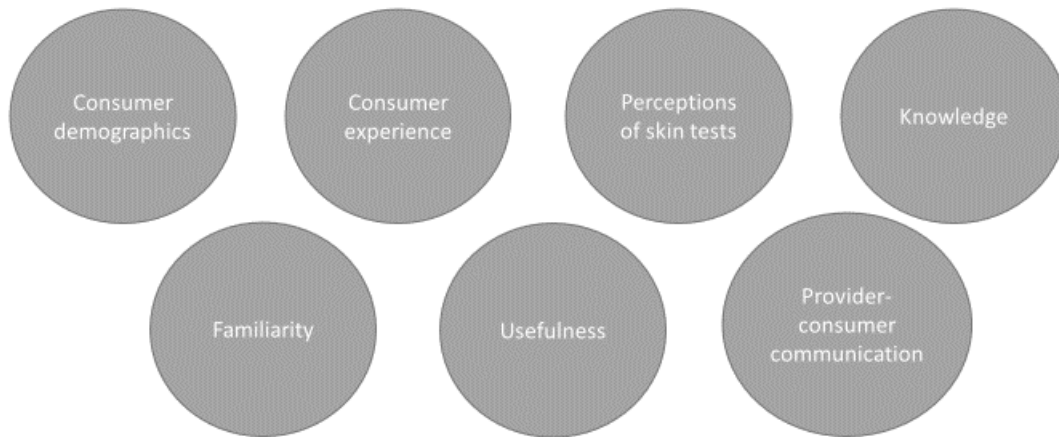 Consumer
demographics
Consumer
experience
Perceptions
of skin tests
Knowledge
Familiarity
Usefulness
Provider-
consumer
communication